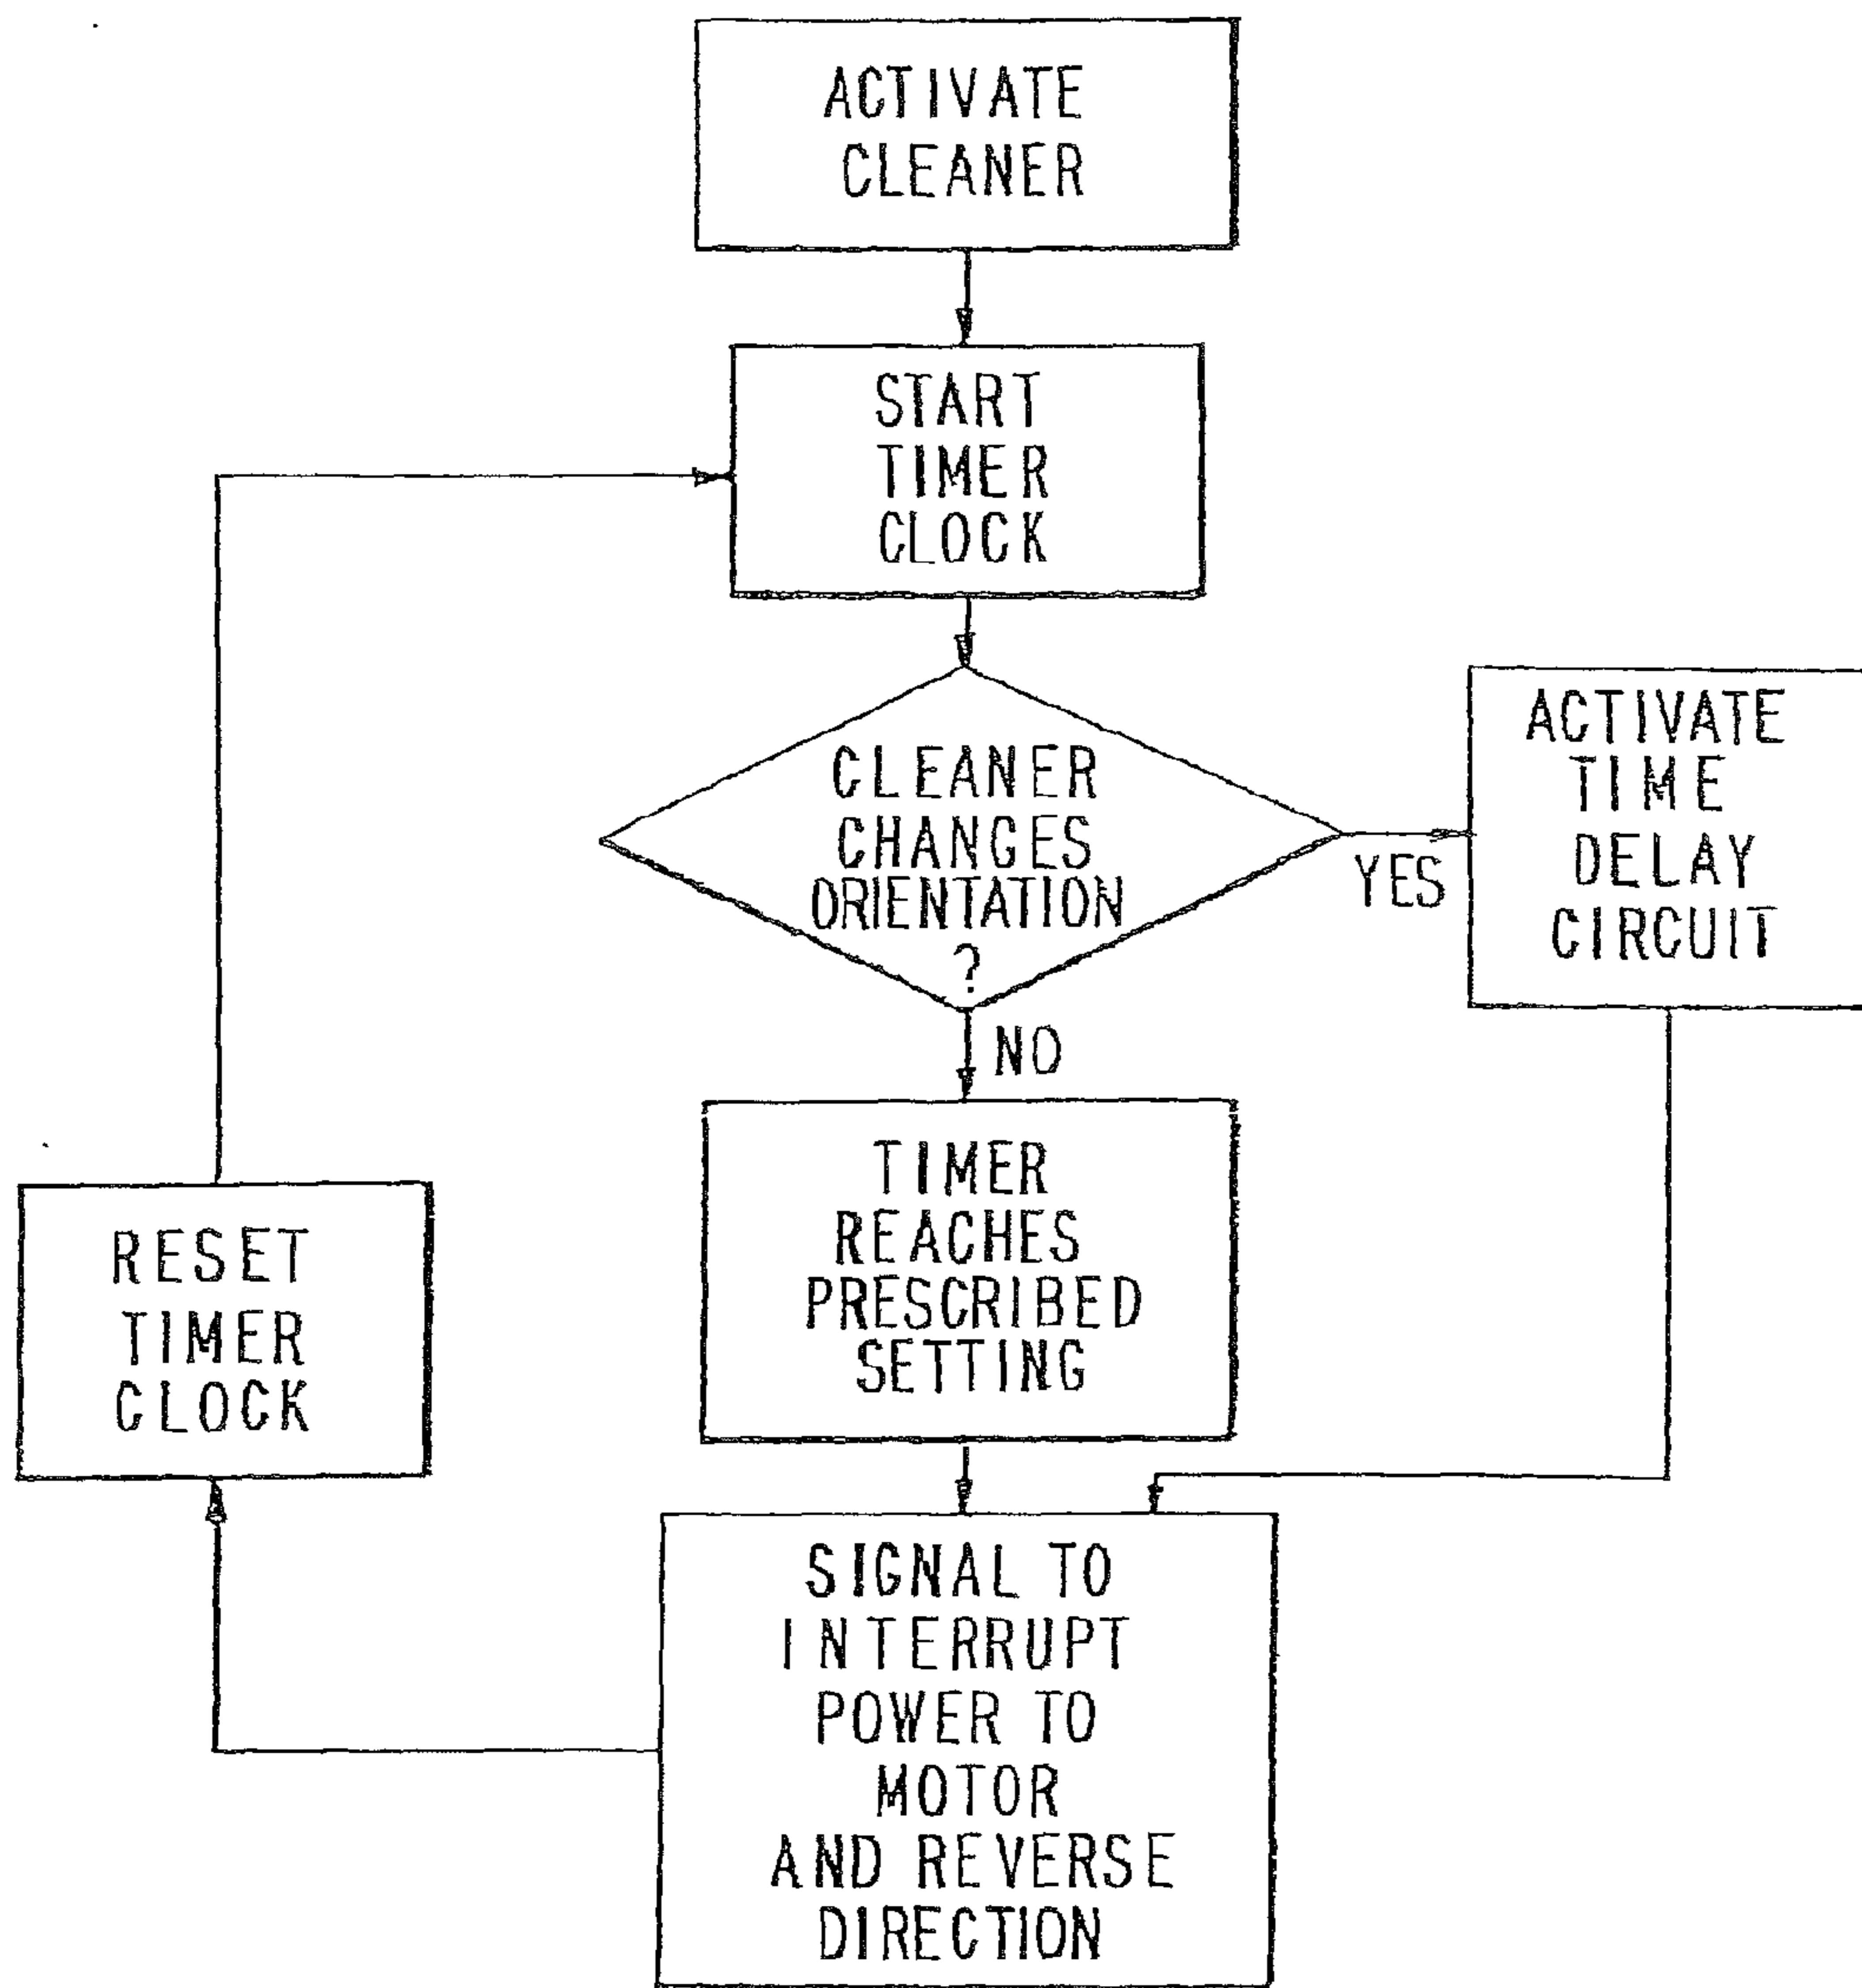 ACTIVATE
CLEANER
START
TIMER
CLOCK
CLEANER
CHANGES
ORIENTATION
?
YES
ACTIVATE
TIME
DELAY
CIRCUIT
NO
TIMER
REACHES
PRESCRIBED
SETTING
RESET
TIMER
CLOCK
SIGNAL TO
INTERRUPT
POWER TO
MOTOR
AND REVERSE
DIRECTION